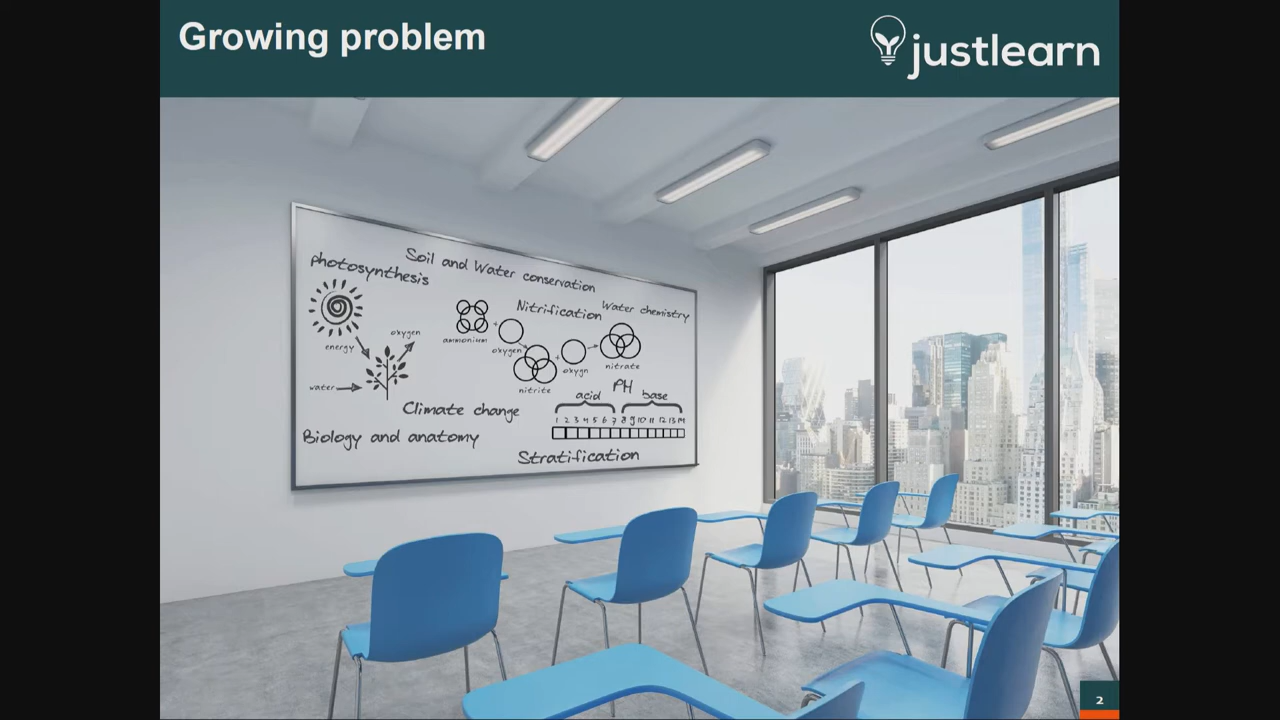 Growing problem
justlearn
photosynthesis
Soil and Water conservation
Nitrification
Water chemistry
ammonium
+
oxygen
nitrite
+
oxygn
nitrate
energy
oxygen
water
PH
acid
base
1 2 3 4 5 6 7 8 9 10 11 12 13 14
Climate change
Biology and anatomy
Stratification
2